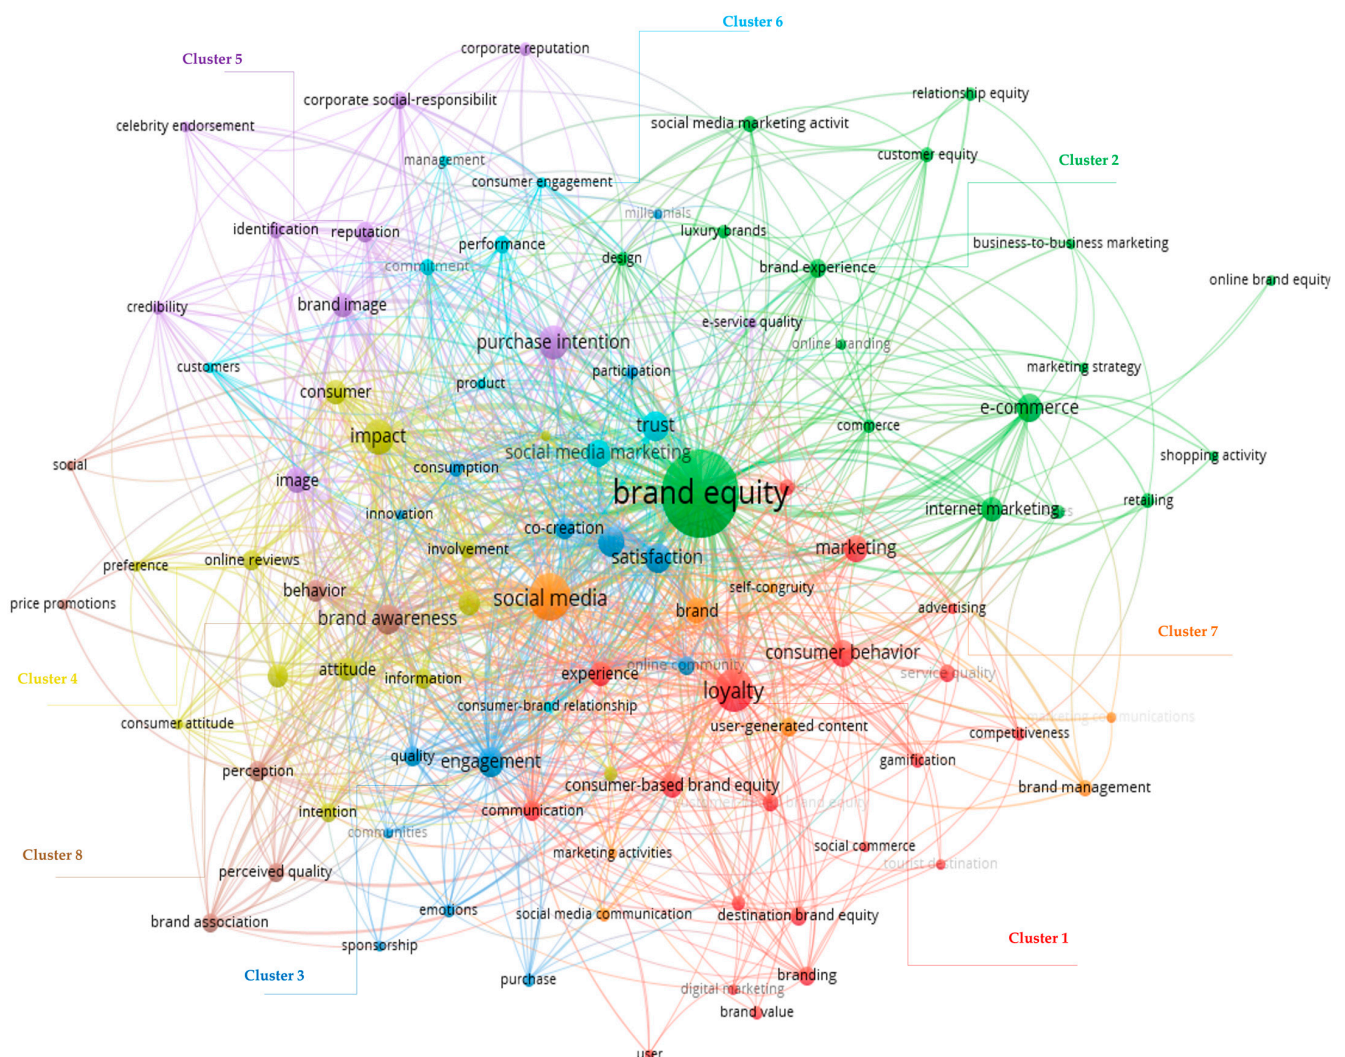 Cluster 6
corporate reputation
Cluster 5
relationship equity
corporate social-responsibilit
celebrity endorsement
social media marketing activit
customer equity
management
Cluster 2
consumer engagement
millennials
identification
reputation
luxury brands
performance
business-to-business marketing
design
commitment
brand experience
online brand equity
credibility
brand image
e-service quality
purchase intention
online branding
customers
participation
marketing strategy
product
consumer
e-commerce
trust
commerce
impact
social media marketing
shopping activity
social
consumption
image
brand equity
retailing
internet marketing
innovation
co-creation
marketing
involvement
satisfaction
online reviews
preference
behavior
self-congruity
social media
price promotions
brand
advertising
brand awareness
Cluster 7
consumer behavior
online community
attitude
experience
service quality
Cluster 4
information
loyalty
consumer-brand relationship
marketing communications
consumer attitude
user-generated content
competitiveness
quality
engagement
gamification
perception
consumer-based brand equity
brand management
intention
communication
communities
social commerce
Cluster 8
marketing activities
tourist destination
perceived quality
emotions
social media communication
destination brand equity
brand association
Cluster 1
sponsorship
Cluster 3
branding
purchase
digital marketing
brand value
user